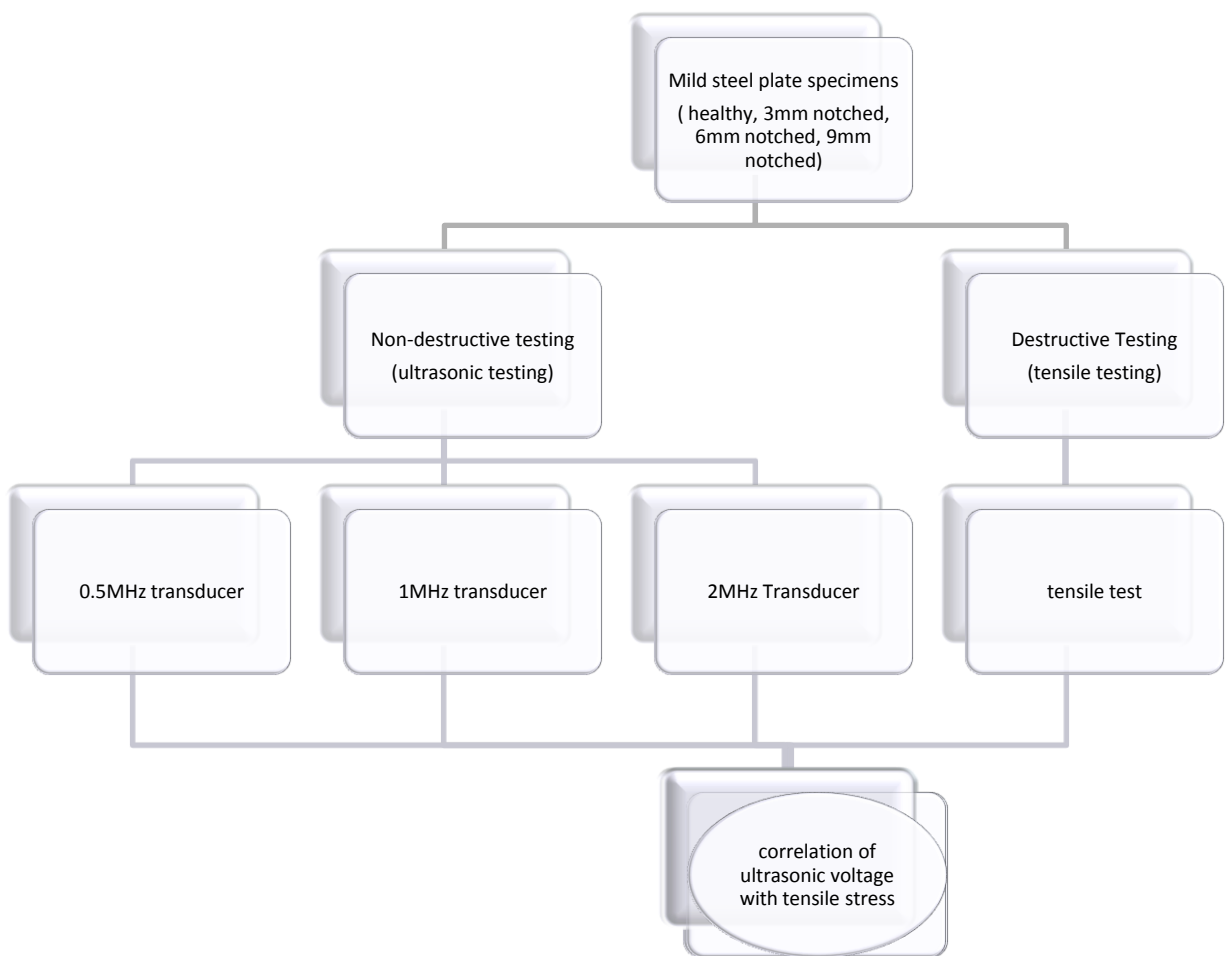 Mild steel plate specimens
( healthy, 3mm notched,
6mm notched, 9mm
notched)
Non-destructive testing
(ultrasonic testing)
Destructive Testing
(tensile testing)
0.5MHz transducer
1MHz transducer
2MHz Transducer
tensile test
correlation of
ultrasonic voltage
with tensile stress